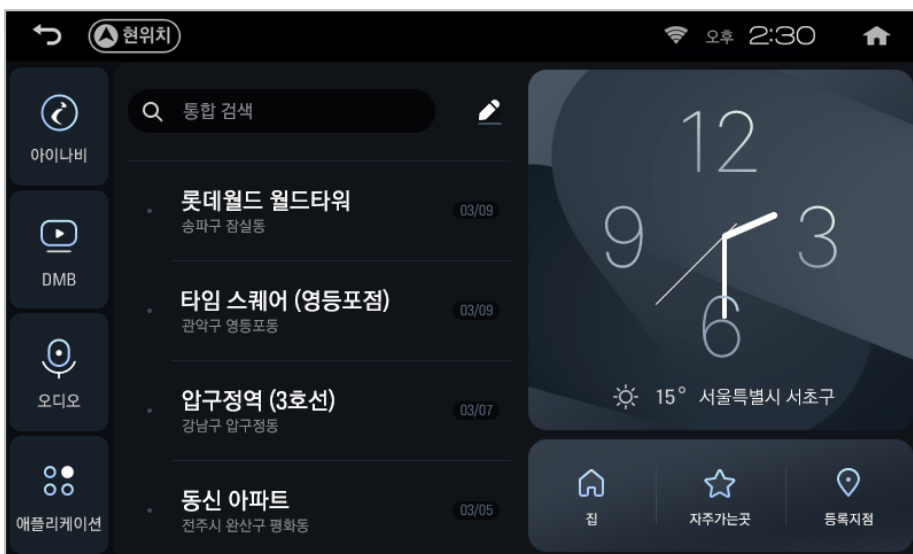 현위치
오후 2:30
아이나비
DMB
오디오
애플리케이션
통합 검색
롯데월드 월드타워
송파구 잠실동
03/09
타임 스퀘어 (영등포점)
관악구 영등포동
03/09
압구정역 (3호선)
강남구 압구정동
03/07
동신 아파트
전주시 완산구 평화동
03/05
12
9
3
6
15° 서울특별시 서초구
집
자주가는곳
등록지점